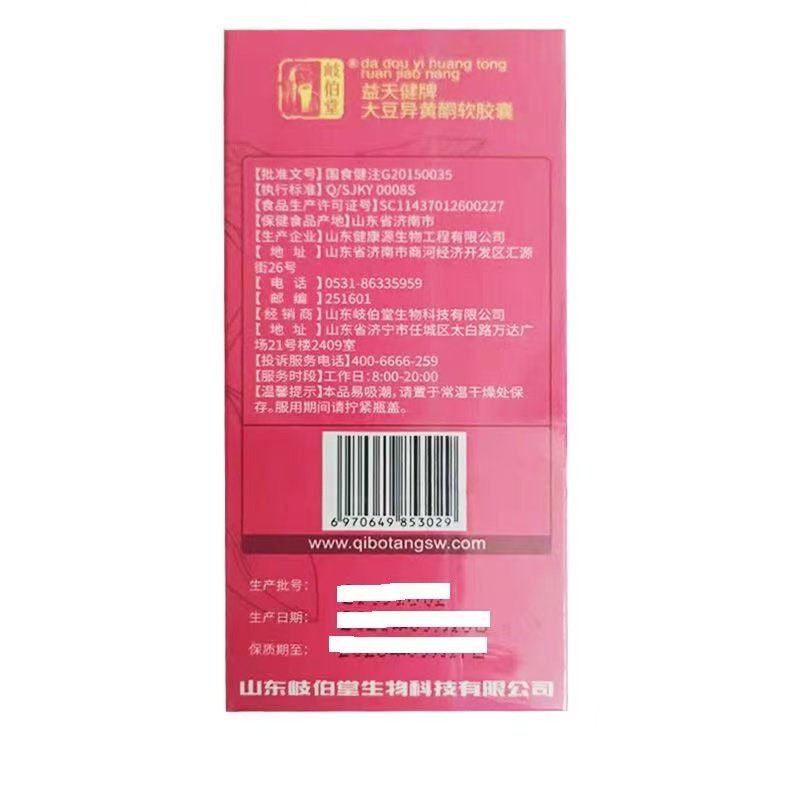 岐伯堂
®da dou yi huang tong
ruan jiao nang
益天健牌
大豆异黄酮软胶囊
【批准文号】国食健注G20150035
【执行标准】Q/SJKY 0008S
【食品生产许可证号】SC11437012600227
【保健食品产地】山东省济南市
【生产企业】山东健康源生物工程有限公司
【 地 址 】山东省济南市商河经济开发区汇源
街26号
【 电 话 】0531-86335959
【 邮 编 】251601
【 经 销 商 】山东岐伯堂生物科技有限公司
【 地 址 】山东省济宁市任城区太白路万达广
场21号楼2409室
【投诉服务电话】400-6666-259
【服务时段】工作日:8:00-20:00
【温馨提示】本品易吸潮,请置于常温干燥处保
存。服用期间请拧紧瓶盖。
6 970649 853029
www.qibotangsw.com
生产批号:
生产日期:
保质期至:
山东岐伯堂生物科技有限公司